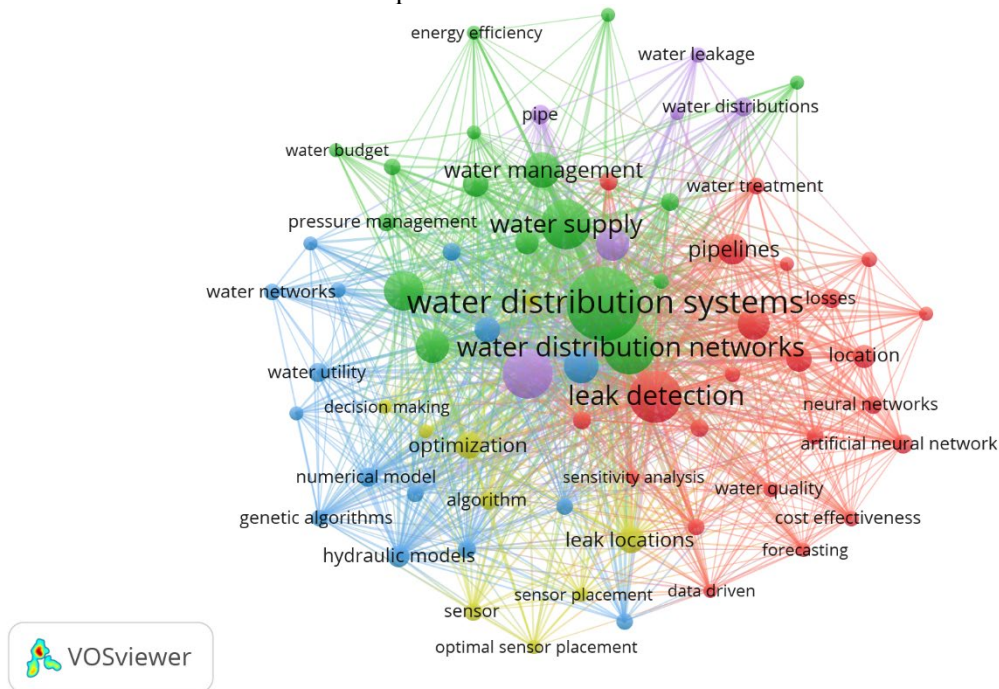 energy efficiency
water leakage
water distributions
pipe
water budget
water management
water treatment
pressure management
water supply
pipelines
water networks
water distribution systems
losses
water distribution networks
location
water utility
leak detection
decision making
neural networks
optimization
artificial neural network
numerical model
sensitivity analysis
water quality
algorithm
genetic algorithms
cost effectiveness
leak locations
hydraulic models
forecasting
sensor placement
data driven
sensor
optimal sensor placement
VOSviewer